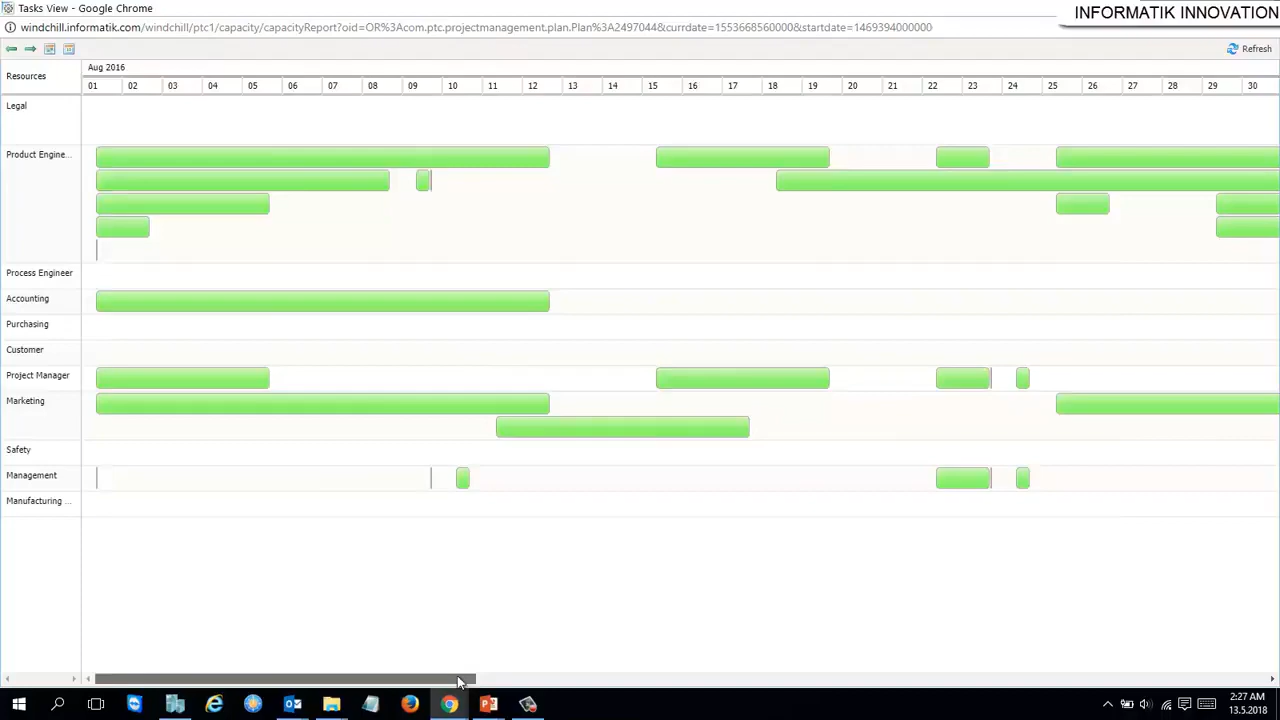 Tasks View - Google Chrome
INFORMATIK INNOVATION
windchill.informatik.com/windchill/ptc1/capacity/capacityReport?oid=OR%3Acom.ptc.projectmanagement.plan.Plan%3A2497044&currdate=1553668560000&startdate=1469394000000
Refresh
Resources
Aug 2016
01 02 03 04 05 06 07 08 09 10 11 12 13 14 15 16 17 18 19 20 21 22 23 24 25 26 27 28 29 30
Legal
Product Engine...
Process Engineer
Accounting
Purchasing
Customer
Project Manager
Marketing
Safety
Management
Manufacturing ...
2:27 AM
13.5.2018